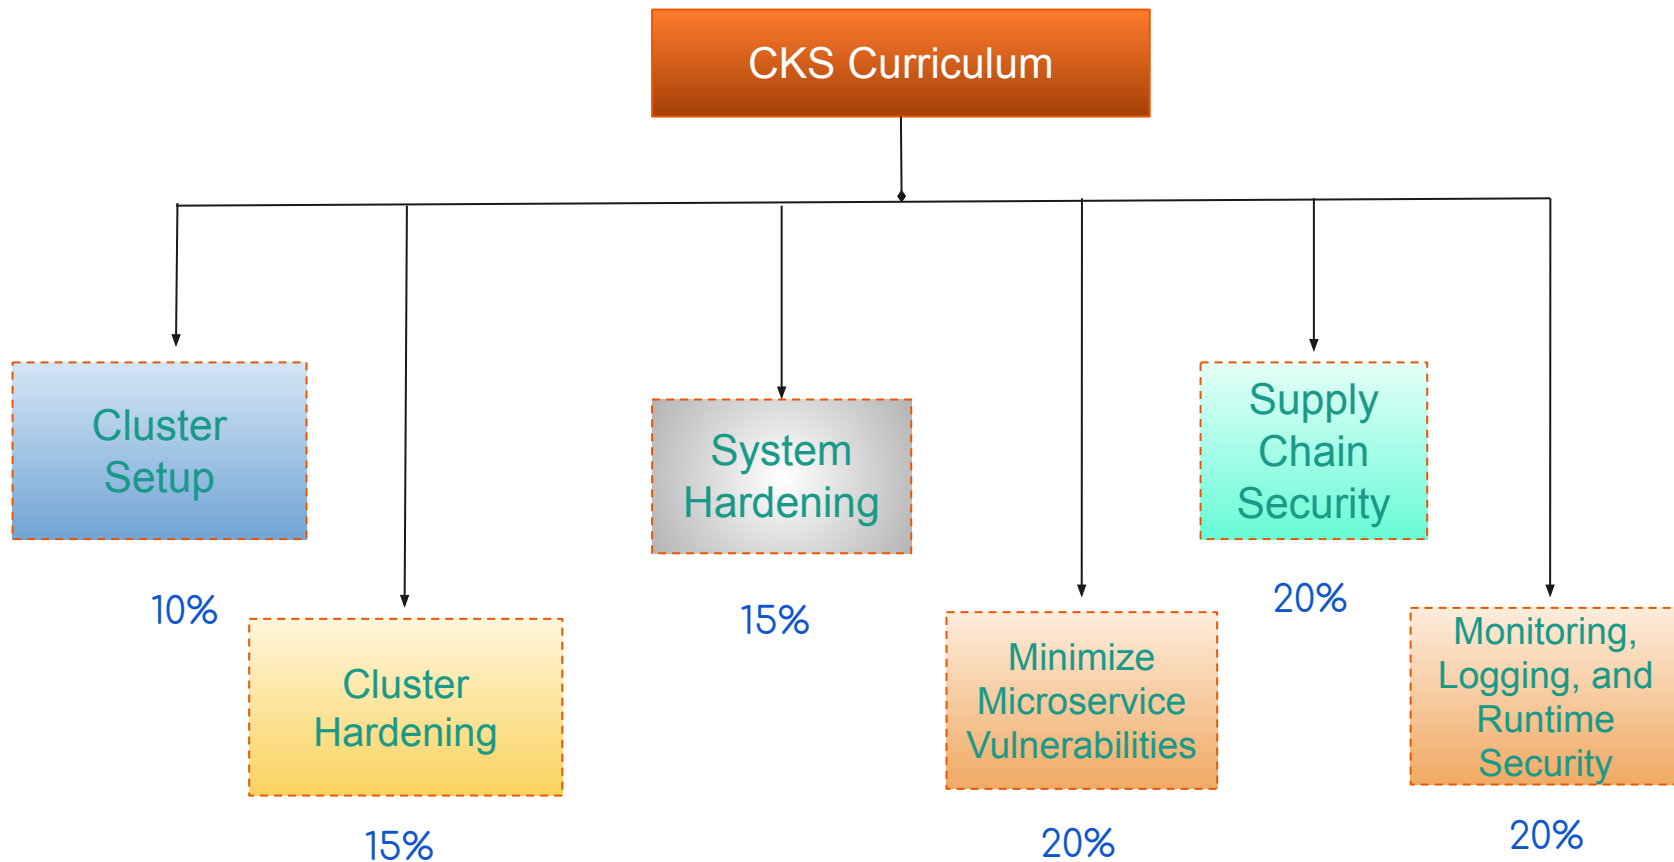 CKS Curriculum
Cluster
Setup
10%
Cluster
Hardening
15%
System
Hardening
15%
Minimize
Microservice
Vulnerabilities
20%
Supply
Chain
Security
20%
Monitoring,
Logging, and
Runtime
Security
20%